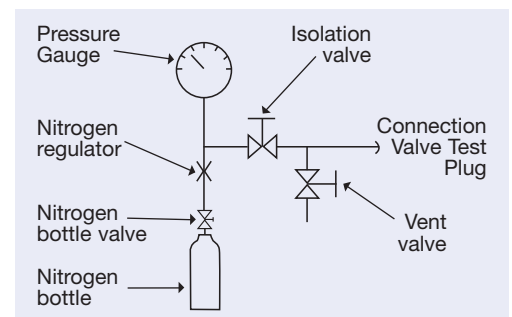 Pressure
Gauge
Isolation
valve
Nitrogen
regulator
Connection
Valve Test
Plug
Nitrogen
bottle valve
Vent
valve
Nitrogen
bottle